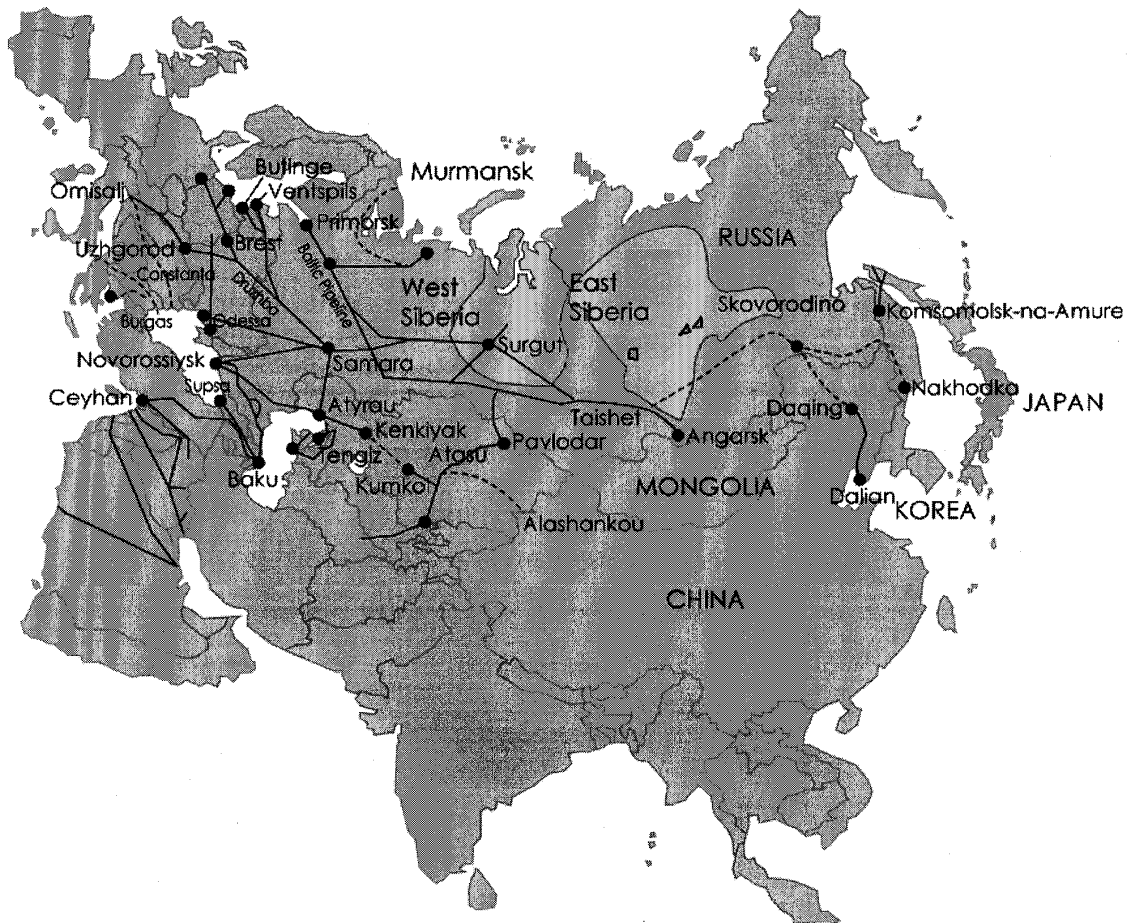 Murmansk
Butinge
Ventspils
Omisalj
Primorsk
Uzhgorod
Brest
Constanta
Druzhba
Baltic Pipeline
West
Siberia
East
Siberia
RUSSIA
Skovorodino
Komsomolsk-na-Amure
Burgas
Odessa
Novorossiysk
Samara
Surgut
Supsa
Ceyhan
Atyrau
Taishet
Nakhodka
JAPAN
Daqing
Kenkiyak
Atasu
Pavlodar
Angarsk
Tengiz
Baku
Kumkol
MONGOLIA
Dalian
KOREA
Alashankou
CHINA